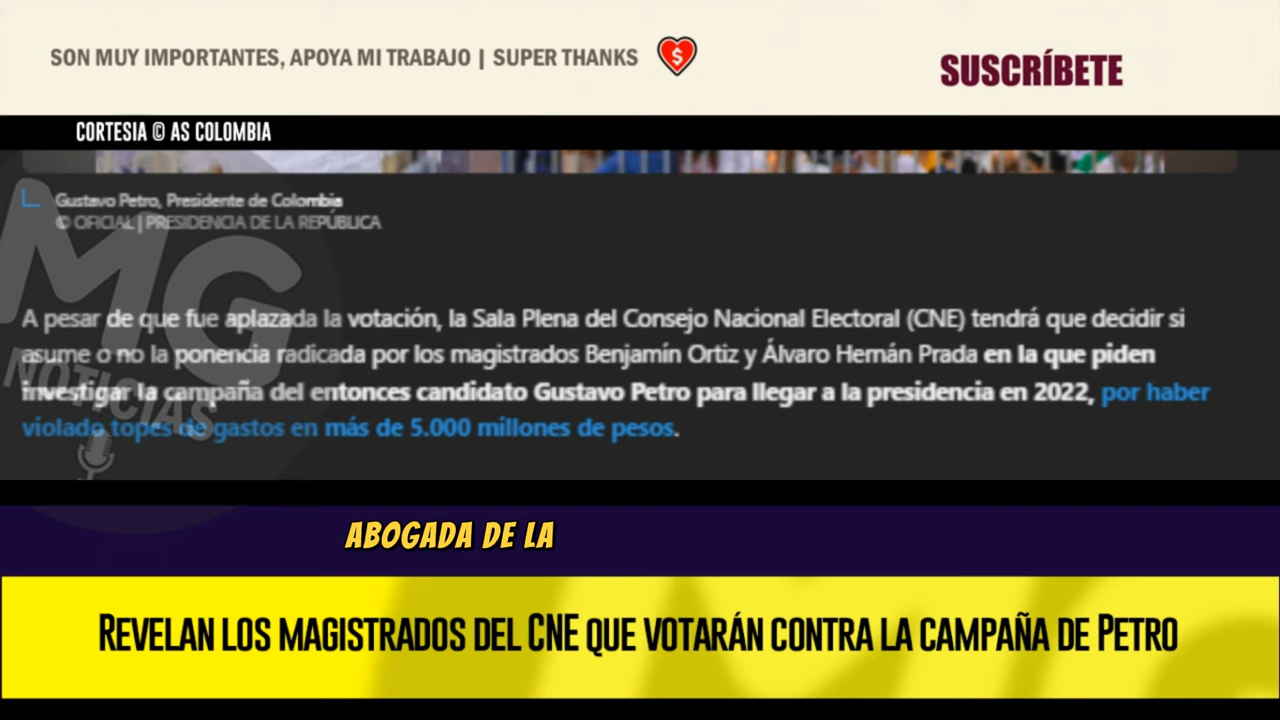 SON MUY IMPORTANTES, APOYA MI TRABAJO | SUPER THANKS $
SUSCRÍBETE
CORTESIA © AS COLOMBIA
Gustavo Petro, Presidente de Colombia
© OFICIAL | PRESIDENCIA DE LA REPÚBLICA
MG
NOTICIAS
A pesar de que fue aplazada la votación, la Sala Plena del Consejo Nacional Electoral (CNE) tendrá que decidir si
asume o no la ponencia radicada por los magistrados Benjamín Ortiz y Álvaro Hernán Prada en la que piden
investigar la campaña del entonces candidato Gustavo Petro para llegar a la presidencia en 2022, por haber
violado topes de gastos en más de 5.000 millones de pesos.
ABOGADA DE LA
REVELAN LOS MAGISTRADOS DEL CNE QUE VOTARÁN CONTRA LA CAMPAÑA DE PETRO